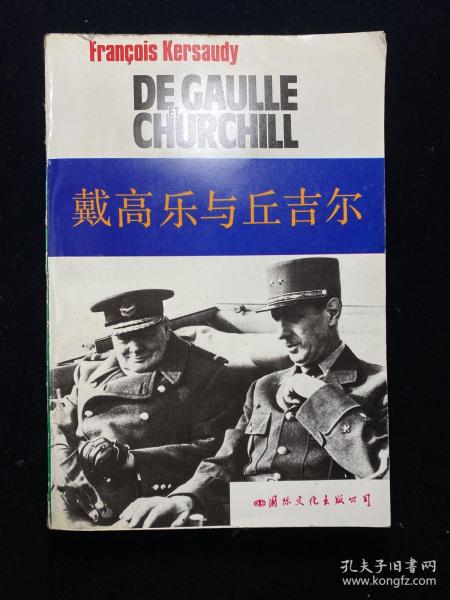 François Kersaudy
DE GAULLE
ET
CHURCHILL
戴高乐与丘吉尔
国际文化出版公司
孔夫子旧书网
www.kongfz.com